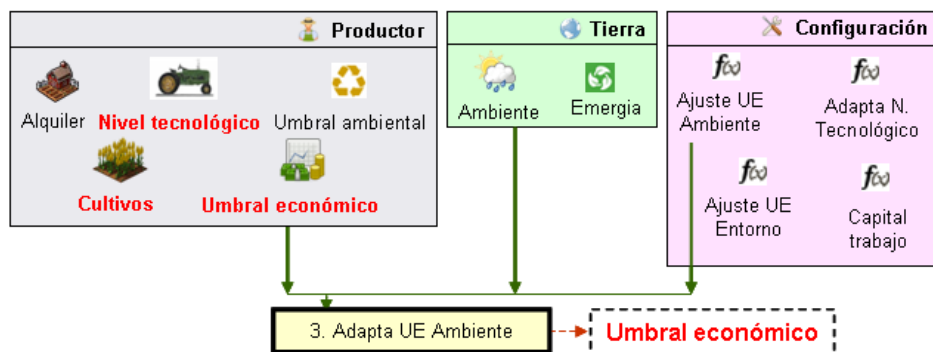 Productor
Alquiler
Nivel tecnológico
Umbral ambiental
Cultivos
Umbral económico
Tierra
Ambiente
Emergia
Configuración
f(x)
Ajuste UE
Ambiente
f(x)
Adapta N.
Tecnológico
f(x)
Ajuste UE
Entorno
f(x)
Capital
trabajo
3. Adapta UE Ambiente
Umbral económico